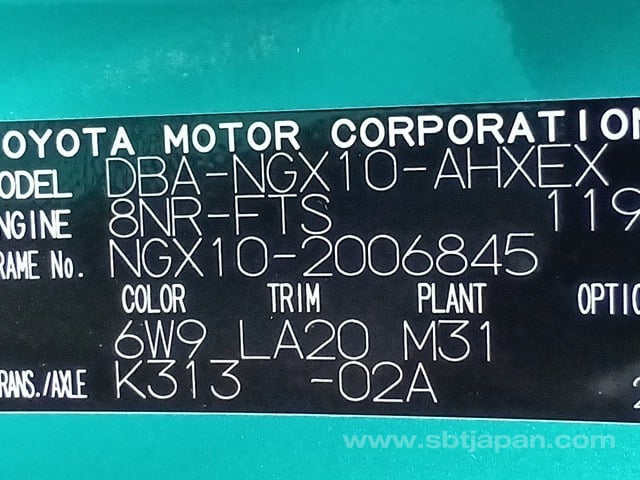 OYOTA MOTOR CORPORATION
ODEL DBA-NGX10-AHXEX
NGINE 8NR-FTS 119
RAME No. NGX10-2006845
COLOR TRIM PLANT OPTIO
6W9 LA20 M31
RANS./AXLE K313 -02A 2
www.sbtjapan.com